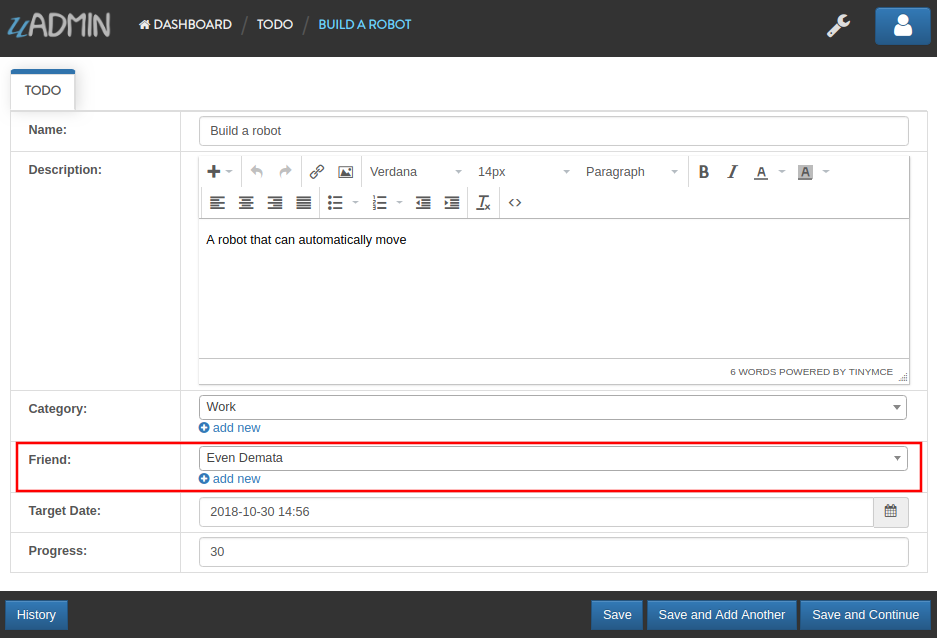 uADMIN DASHBOARD / TODO / BUILD A ROBOT
TODO
Name: Build a robot
Description:
Verdana 14px Paragraph B I A A
A robot that can automatically move
6 WORDS POWERED BY TINYMCE
Category: Work
add new
Friend: Even Demata
add new
Target Date: 2018-10-30 14:56
Progress: 30
History Save Save and Add Another Save and Continue